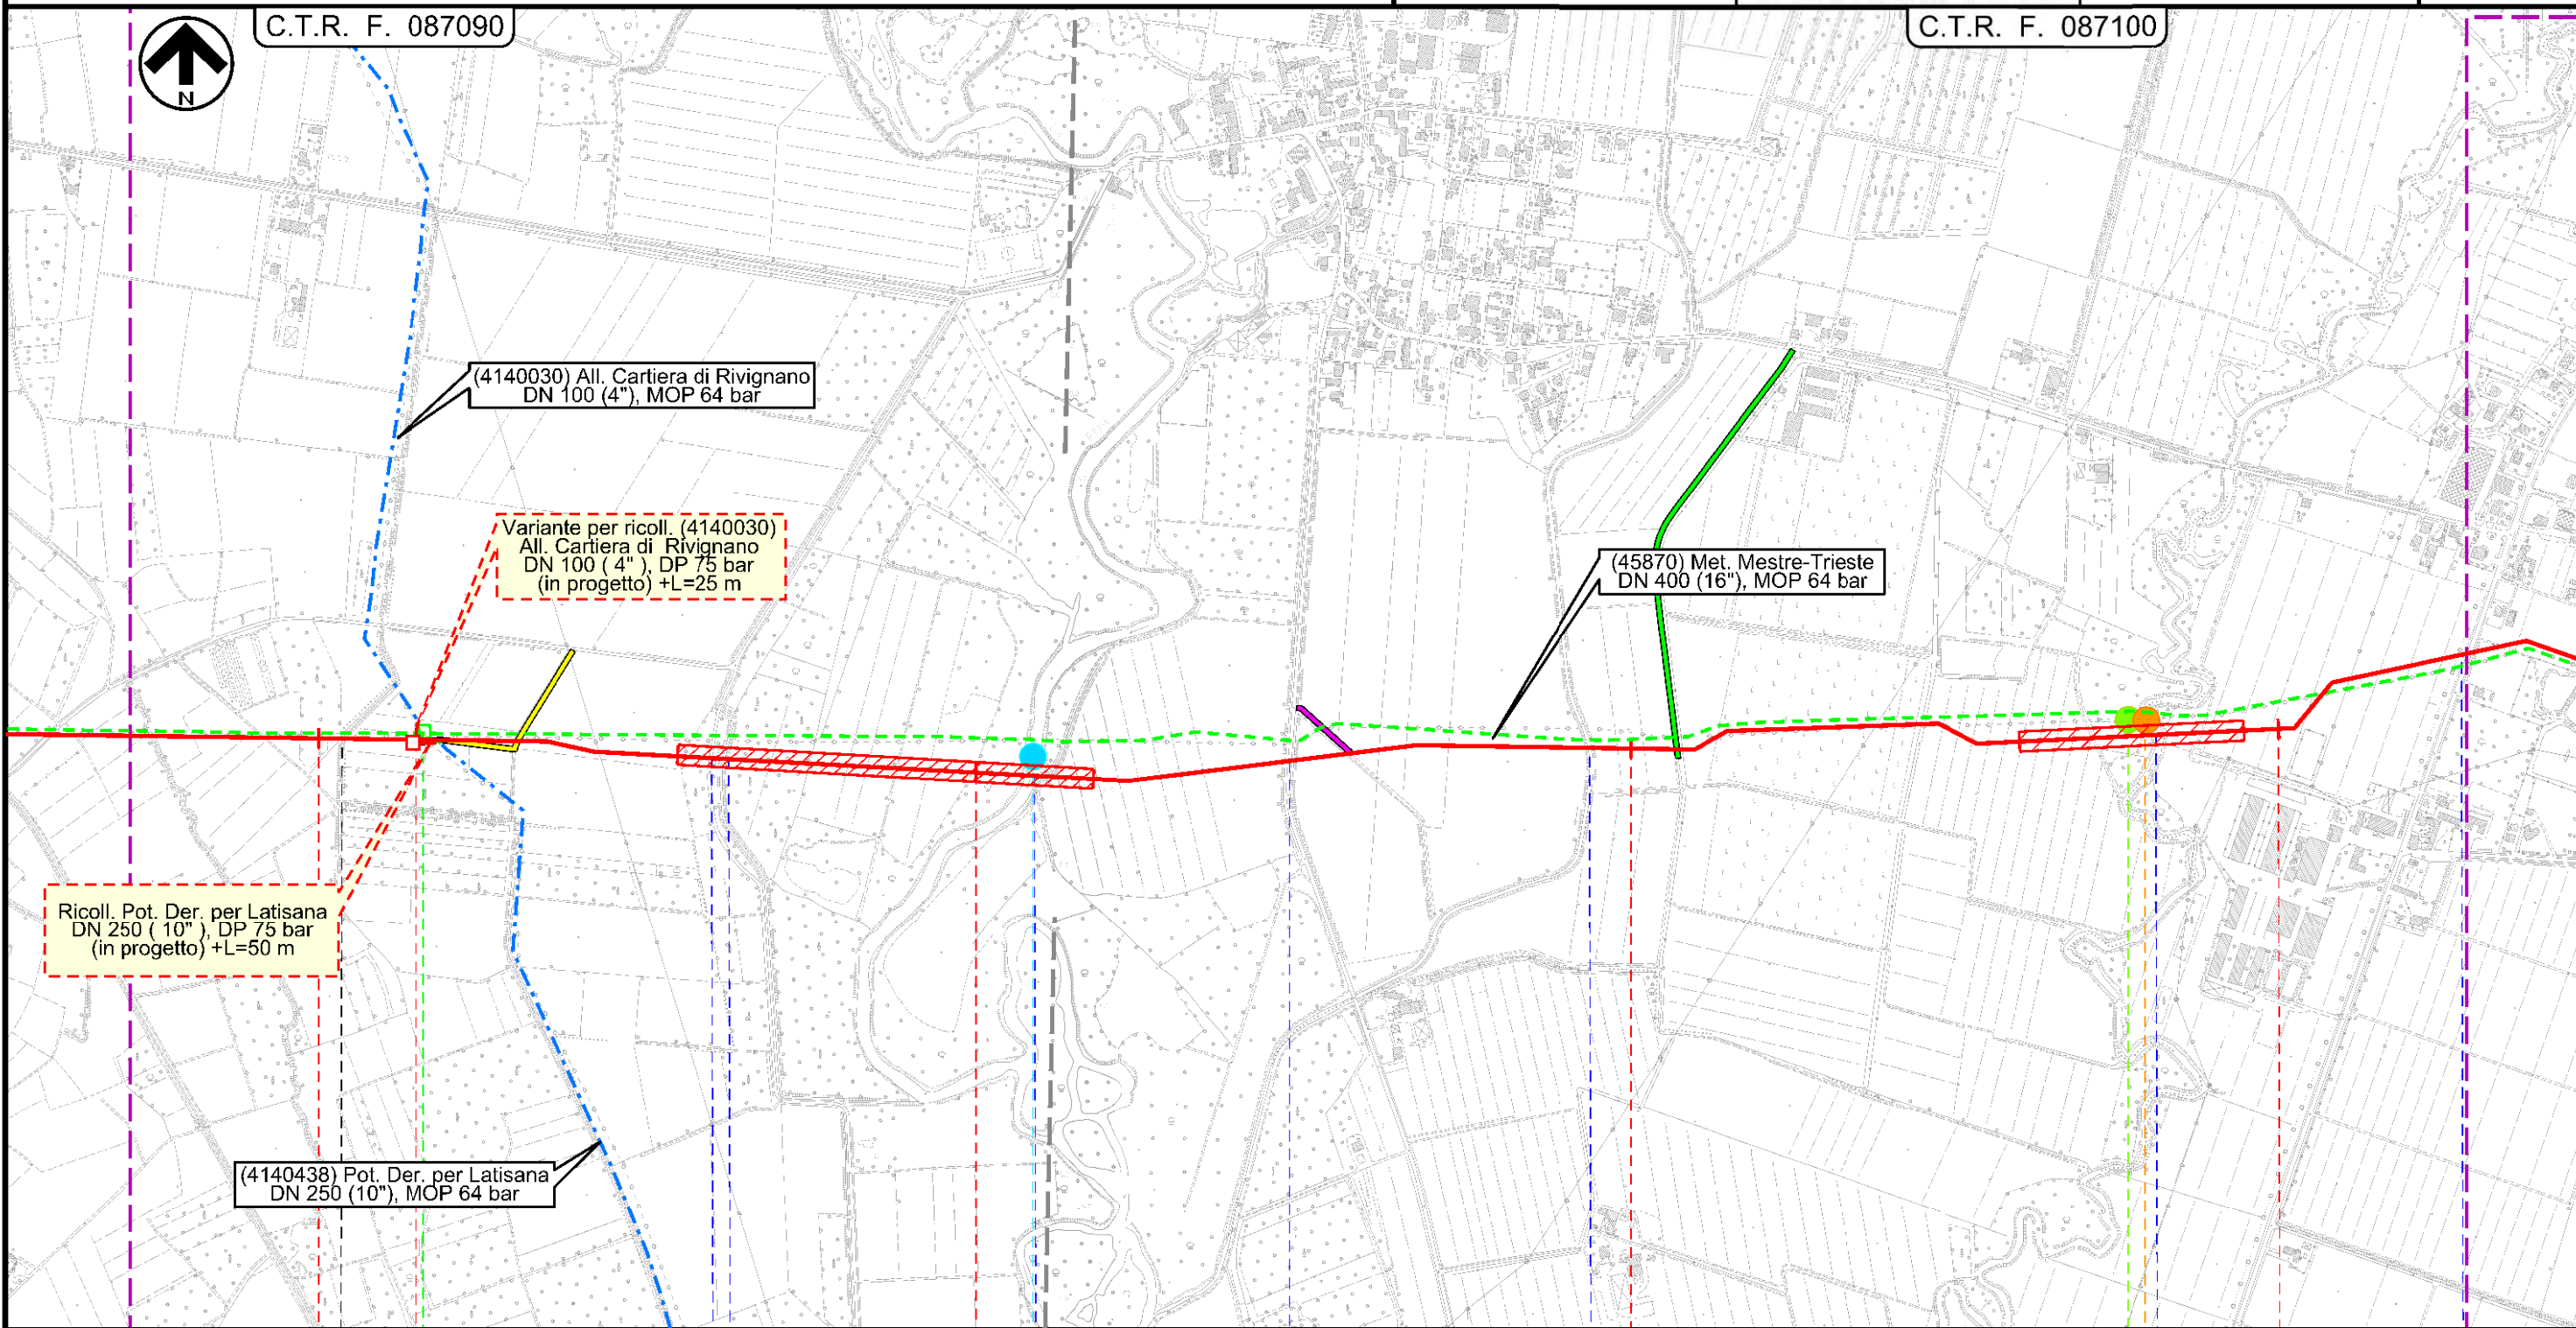 C.T.R. F. 087090
C.T.R. F. 087100
N
(4140030) All. Cartiera di Rivignano
DN 100 (4"), MOP 64 bar
Variante per ricoll. (4140030)
All. Cartiera di Rivignano
DN 100 ( 4" ), DP 75 bar
(in progetto) +L=25 m
(45870) Met. Mestre-Trieste
DN 400 (16"), MOP 64 bar
Ricoll. Pot. Der. per Latisana
DN 250 ( 10" ), DP 75 bar
(in progetto) +L=50 m
(4140438) Pot. Der. per Latisana
DN 250 (10"), MOP 64 bar